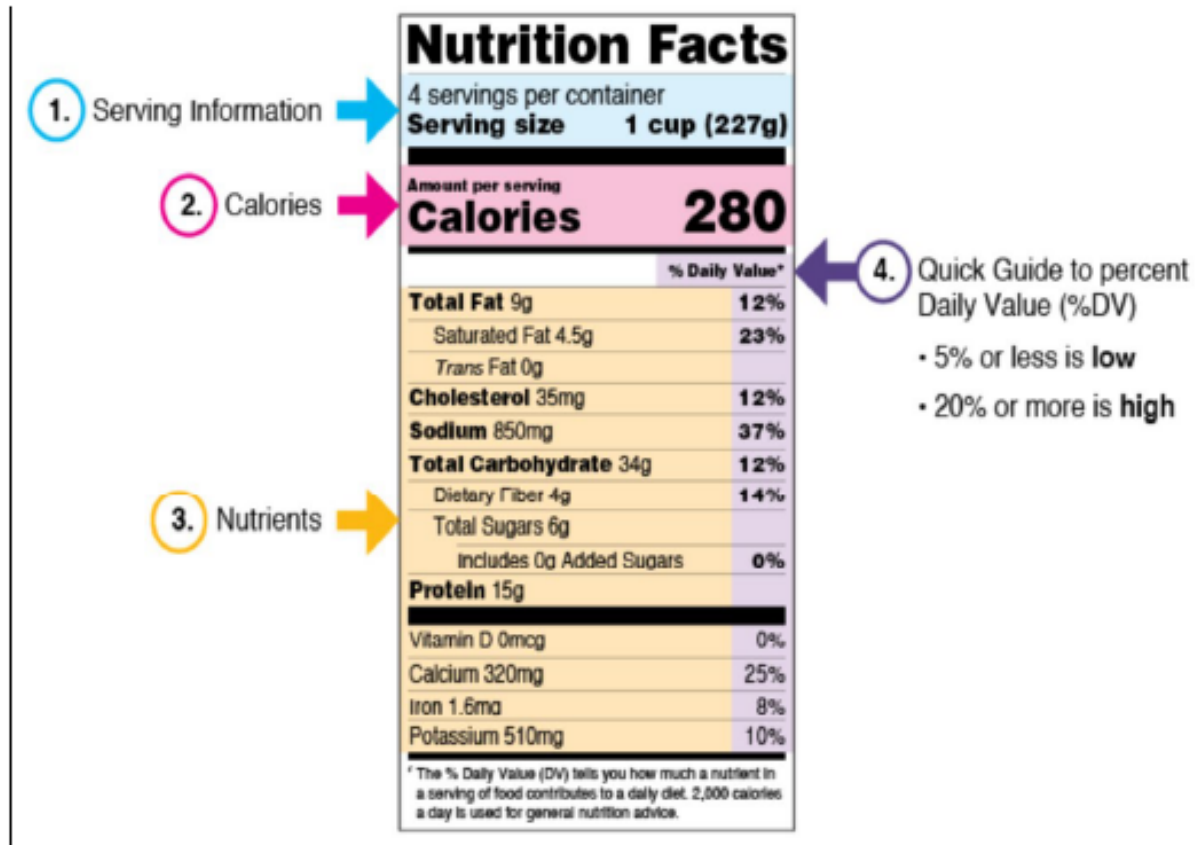 Nutrition Facts
4 servings per container
Serving size 1 cup (227g)
1. Serving Information
Amount per serving
Calories 280
2. Calories
% Daily Value*
4. Quick Guide to percent
Daily Value (%DV)
• 5% or less is low
• 20% or more is high
Total Fat 9g 12%
Saturated Fat 4.5g 23%
Trans Fat 0g
Cholesterol 35mg 12%
Sodium 850mg 37%
Total Carbohydrate 34g 12%
Dietary Fiber 4g 14%
3. Nutrients
Total Sugars 6g
Includes 0g Added Sugars 0%
Protein 15g
Vitamin D 0mcg 0%
Calcium 320mg 25%
Iron 1.6mg 8%
Potassium 510mg 10%
* The % Daily Value (DV) tells you how much a nutrient in
a serving of food contributes to a daily diet. 2,000 calories
a day is used for general nutrition advice.